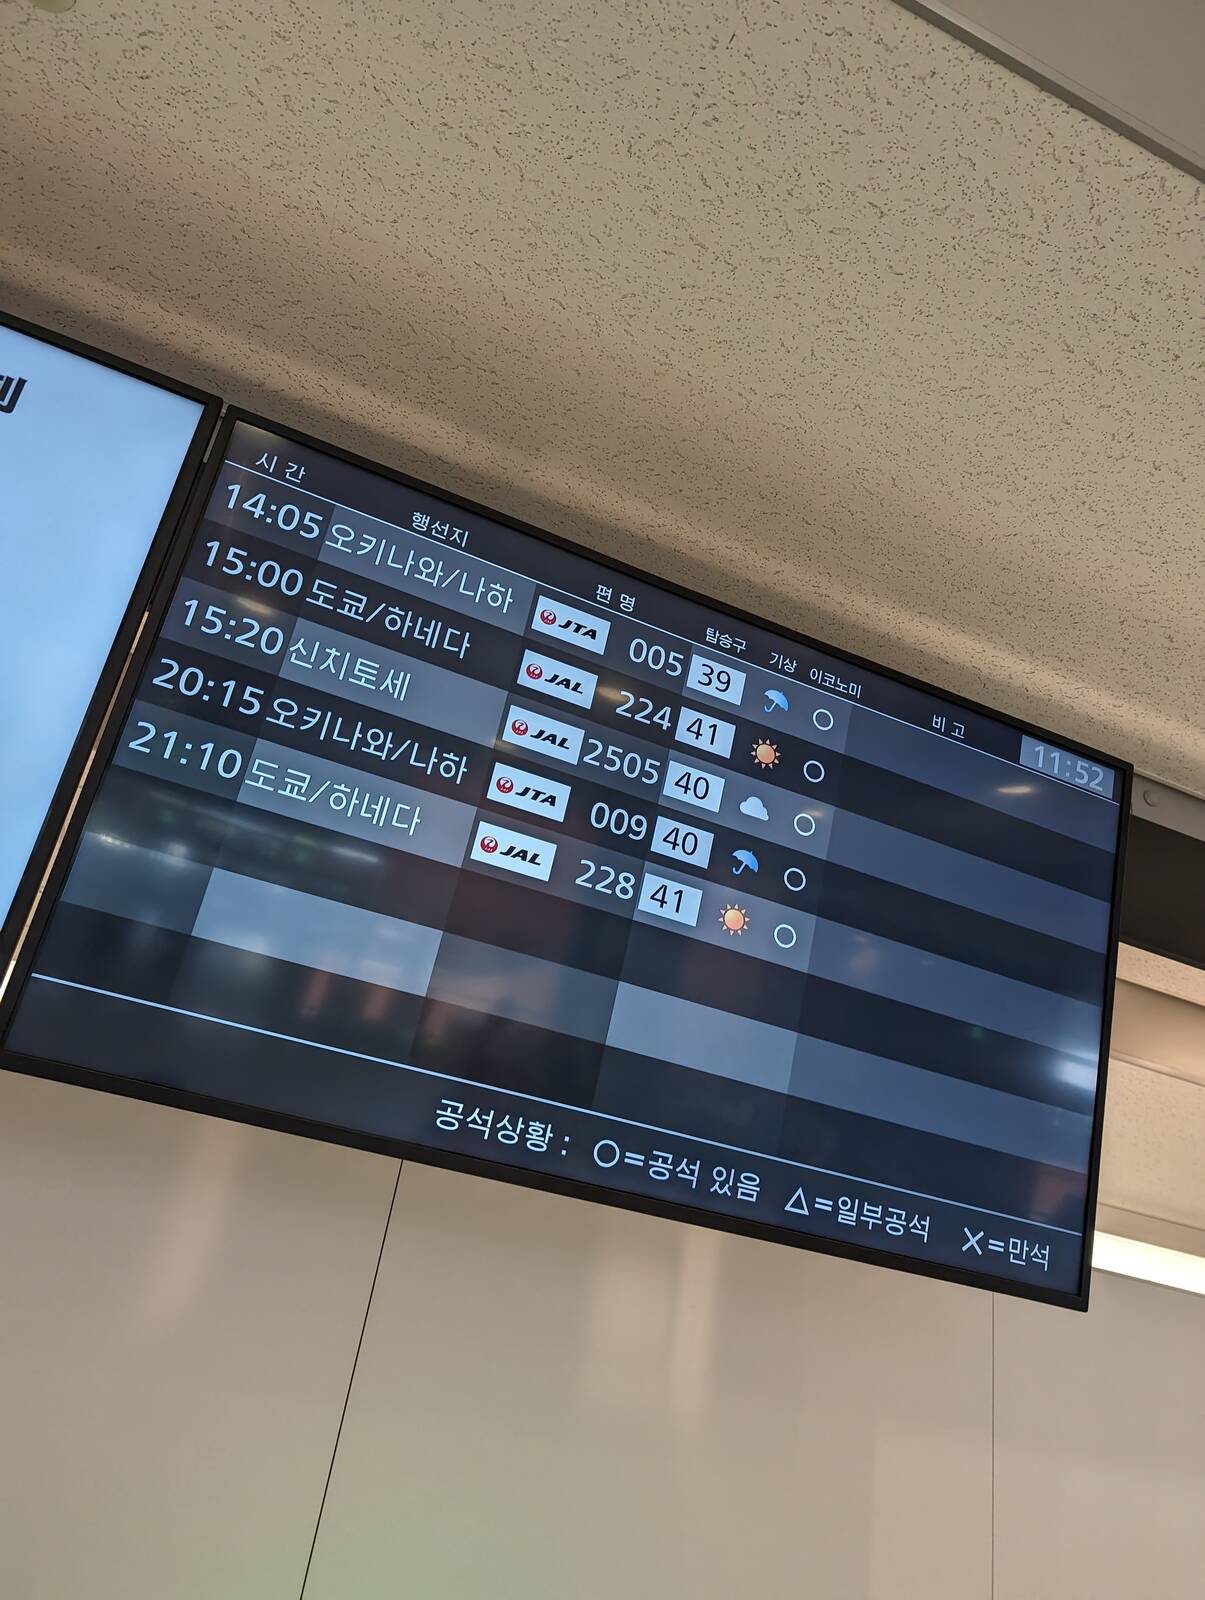 시간 행선지 편명 탑승구 기상 이코노미 비고 11:52
14:05 오키나와/나하 JTA 005 39 ○
15:00 도쿄/하네다 JAL 224 41 ○
15:20 신치토세 JAL 2505 40 ○
20:15 오키나와/나하 JTA 009 40 ○
21:10 도쿄/하네다 JAL 228 41 ○
공석상황 : ○=공석 있음 △=일부공석 ×=만석